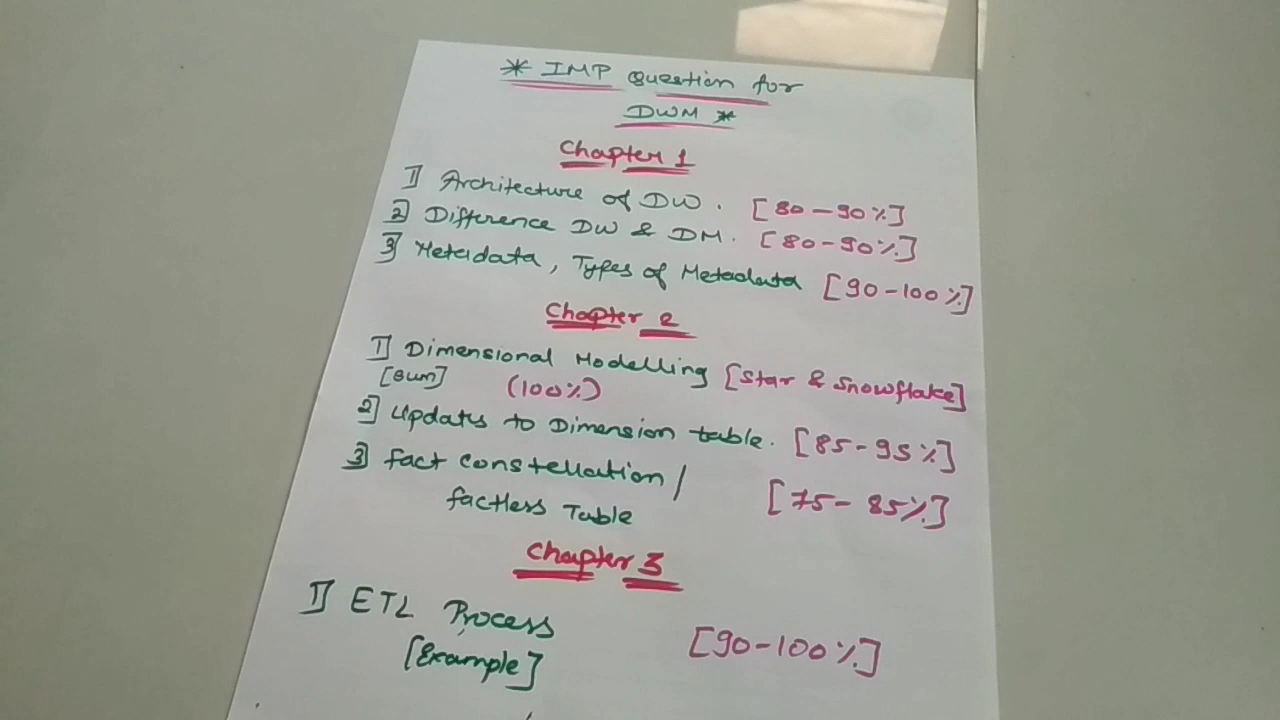 * IMP Question for
DWM *
Chapter 1
1] Architecture of DW. [80-90%]
2] Difference DW & DM. [80-90%]
3] Metadata, Types of Metadata [90-100%]
Chapter 2
1] Dimensional Modelling [Star & Snowflake]
[Sum] (100%)
2] Updates to Dimension table. [85-95%]
3] Fact constellation /
factless Table [75-85%]
Chapter 3
1] ETL Process
[Example] [90-100%]